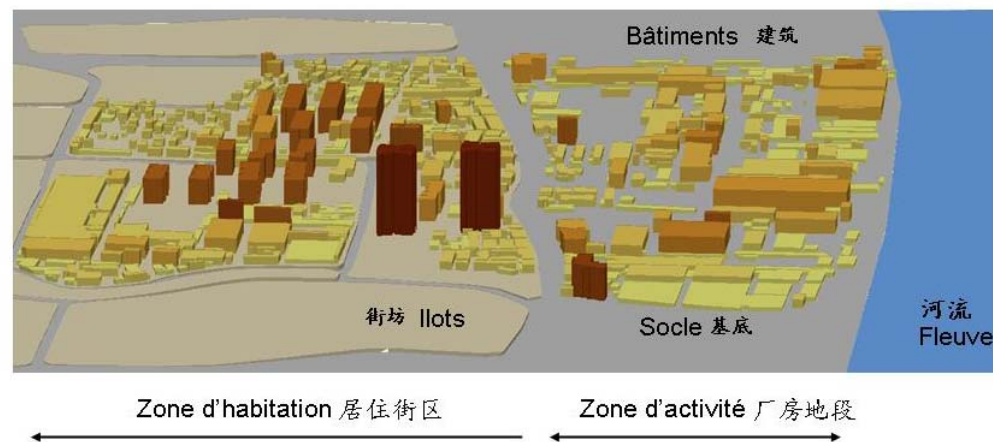 Bâtiments 建筑
街坊 Ilots
Socle 基底
河流
Fleuve
Zone d'habitation 居住街区
Zone d'activité 厂房地段